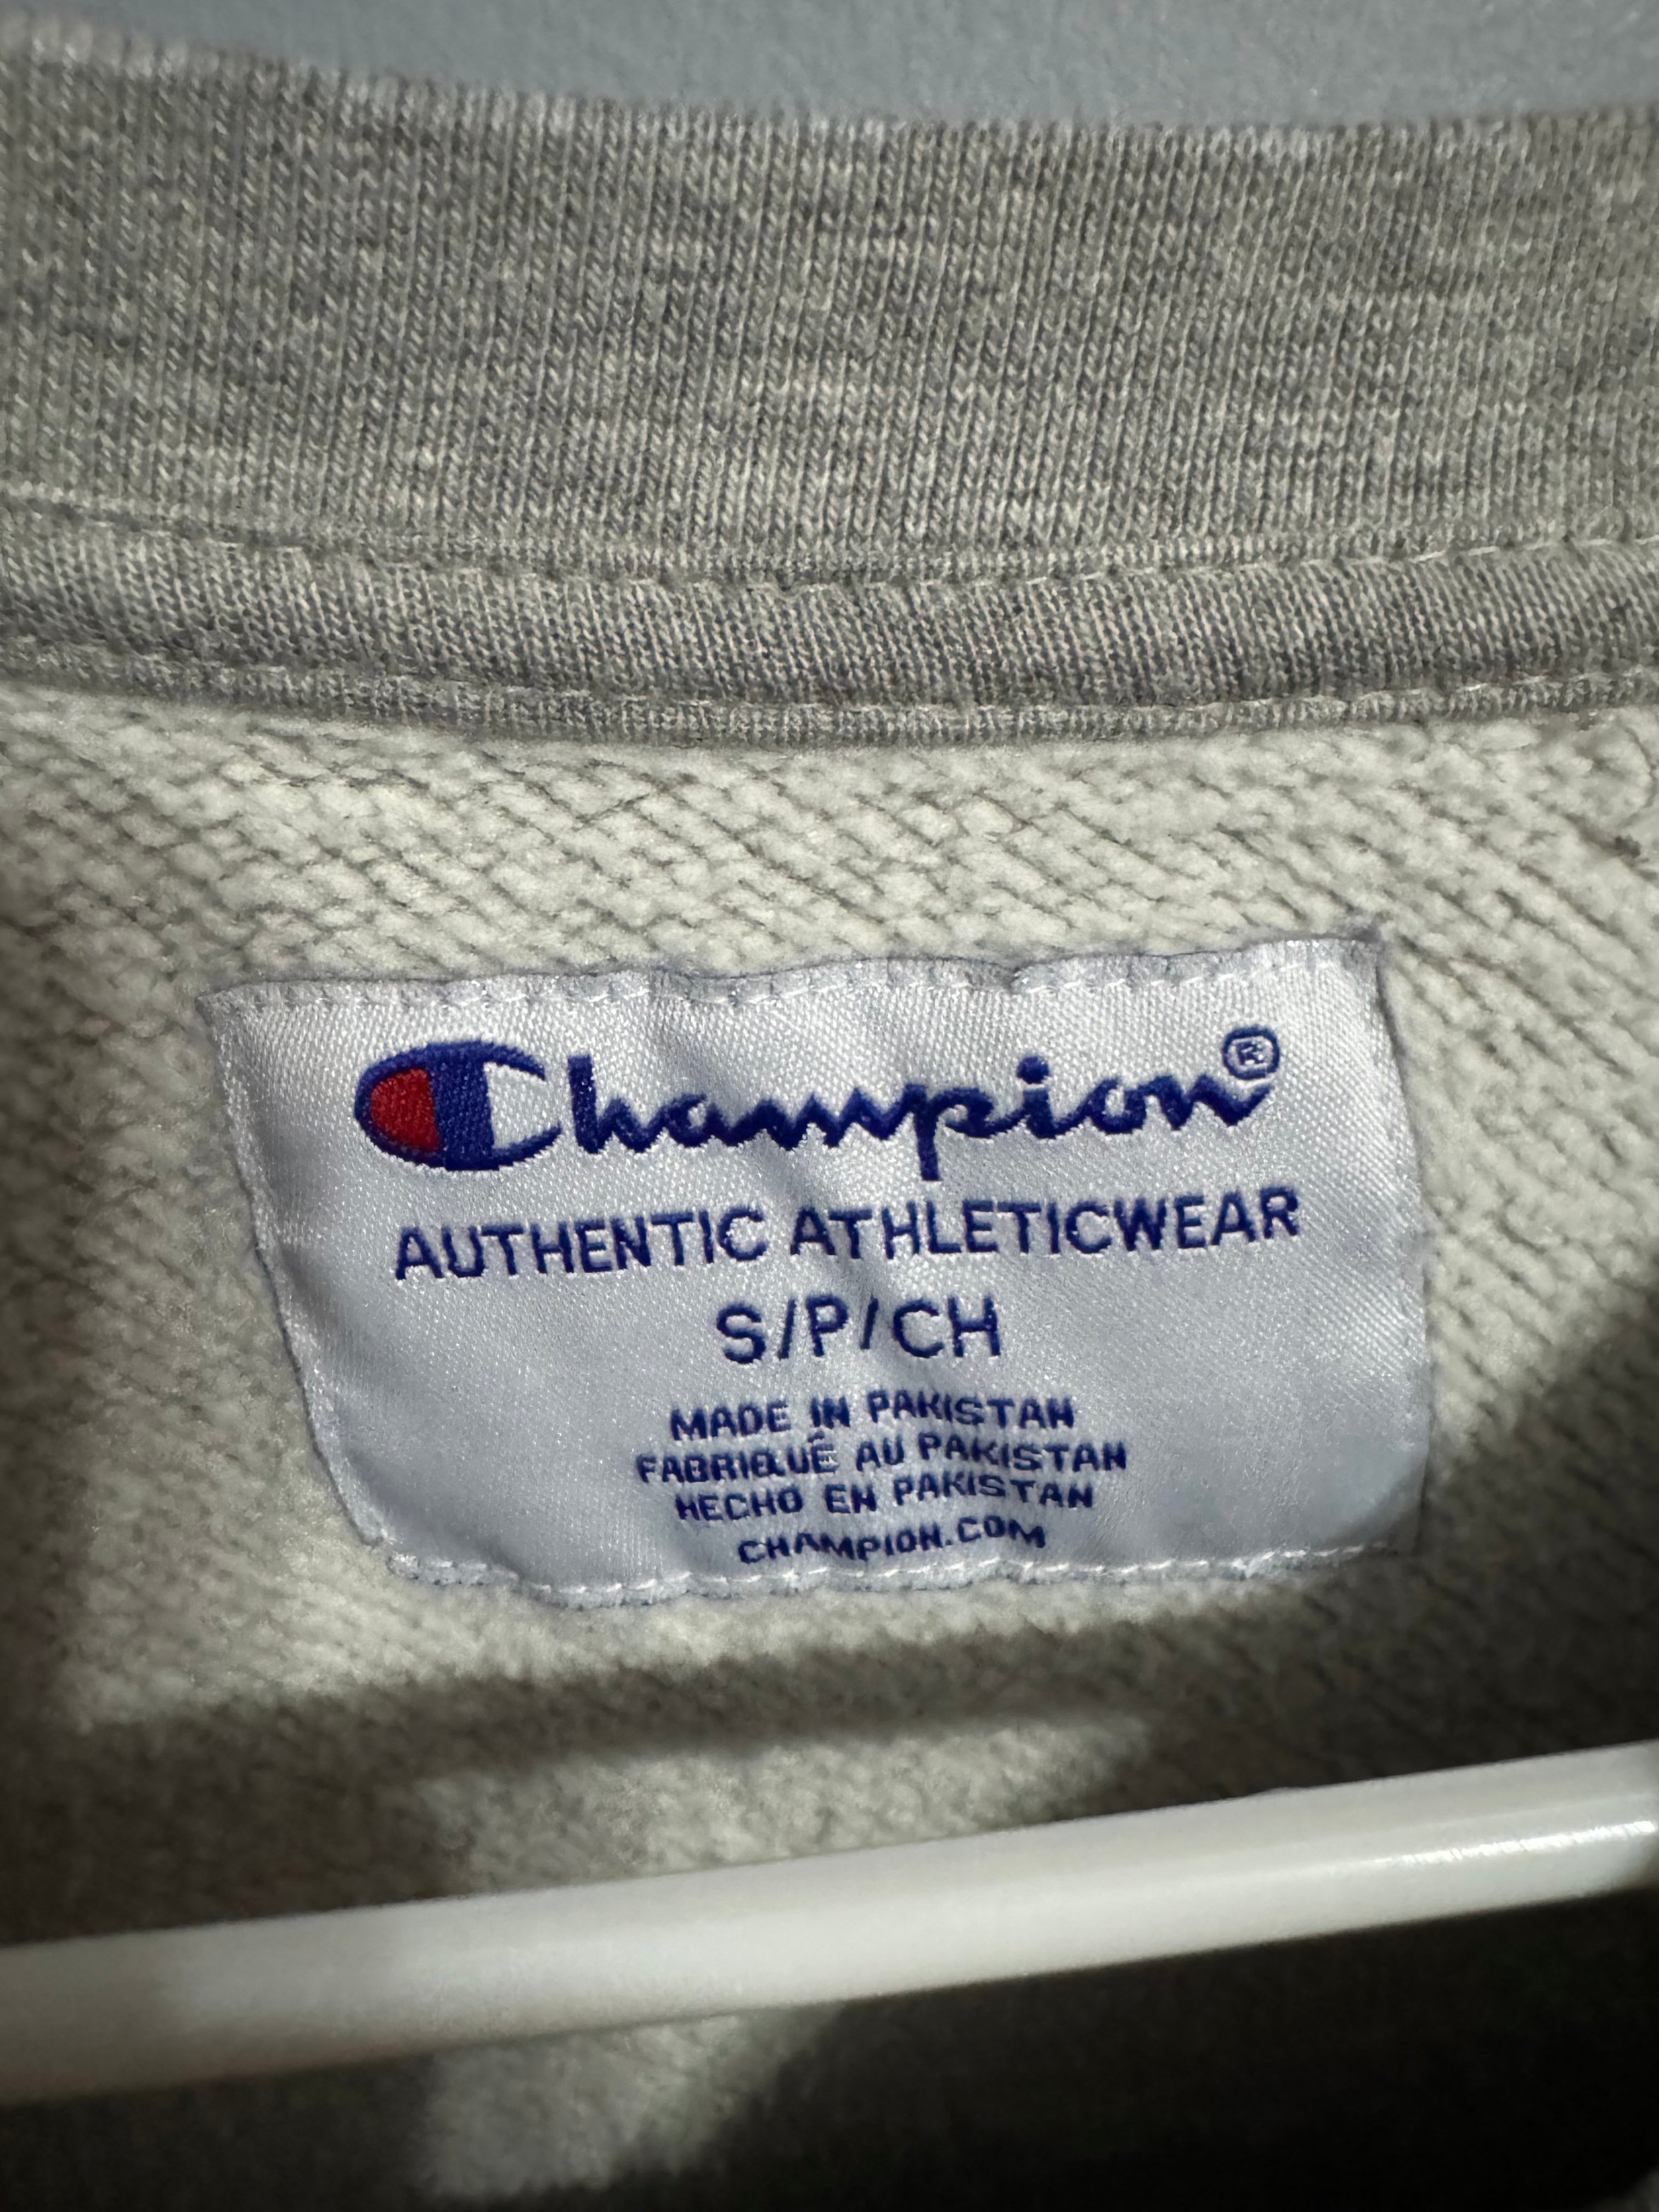 Champion®
AUTHENTIC ATHLETICWEAR
S/P/CH
MADE IN PAKISTAN
FABRIQUÉ AU PAKISTAN
HECHO EN PAKISTAN
CHAMPION.COM